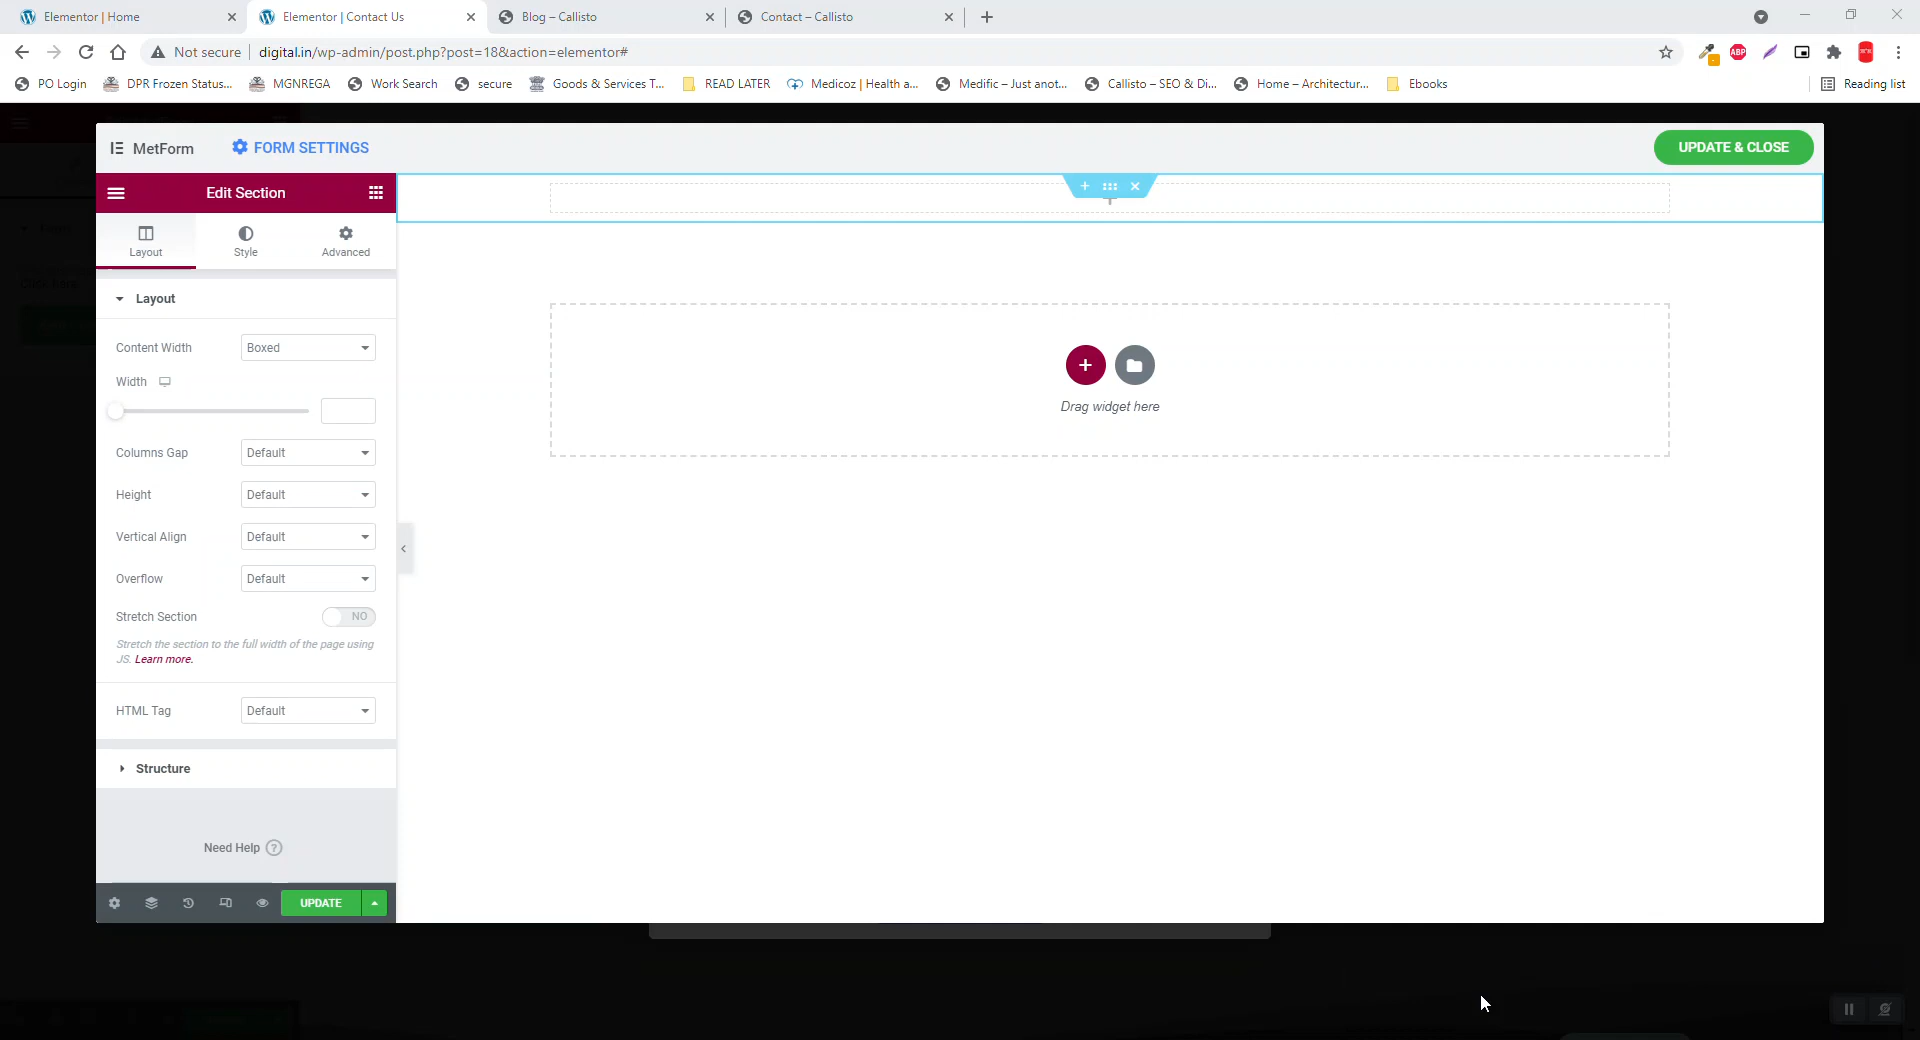 Elementor | Home
Elementor | Contact Us
Blog – Callisto
Contact – Callisto
Not secure
digital.in/wp-admin/post.php?post=18&action=elementor#
ABP
PO Login
DPR Frozen Status...
MGNREGA
Work Search
secure
Goods & Services T...
READ LATER
Medicoz | Health a...
Medific – Just anot...
Callisto – SEO & Di...
Home – Architectur...
Ebooks
Reading list
MetForm
FORM SETTINGS
UPDATE & CLOSE
Edit Section
Layout
Style
Advanced
Layout
Content Width
Boxed
Width
Columns Gap
Default
Height
Default
Vertical Align
Default
Overflow
Default
Stretch Section
NO
Stretch the section to the full width of the page using
JS. Learn more.
HTML Tag
Default
Structure
Need Help
UPDATE
Drag widget here